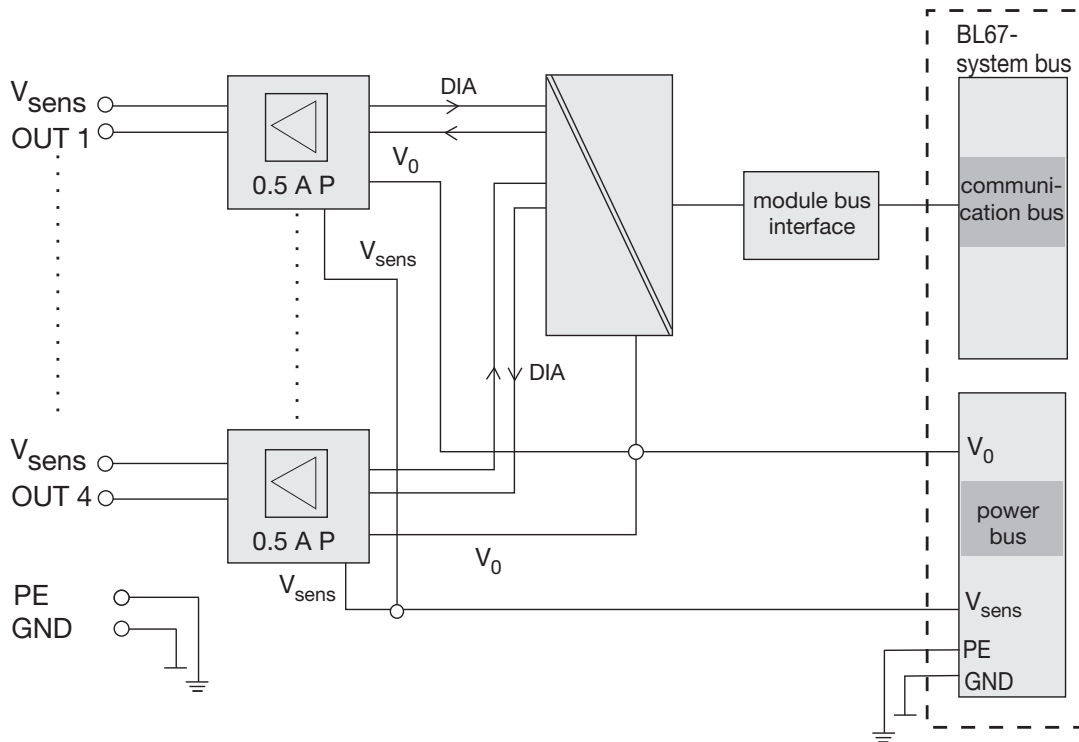 BL67-
system bus
Vsens
OUT 1
DIA
0.5 A P
V0
Vsens
module bus
interface
communi-
cation bus
DIA
Vsens
OUT 4
0.5 A P
V0
Vsens
V0
power
bus
Vsens
PE
GND
PE
GND